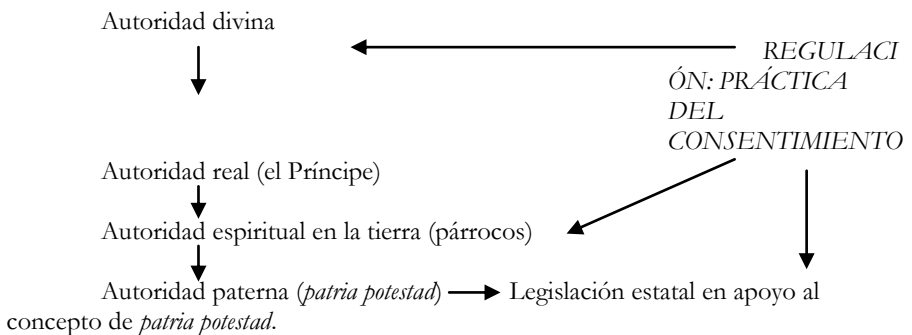 Autoridad divina
REGULACI
ÓN: PRÁCTICA
DEL
CONSENTIMIENTO
Autoridad real (el Príncipe)
Autoridad espiritual en la tierra (párrocos)
Autoridad paterna (patria potestad) Legislación estatal en apoyo al
concepto de patria potestad.